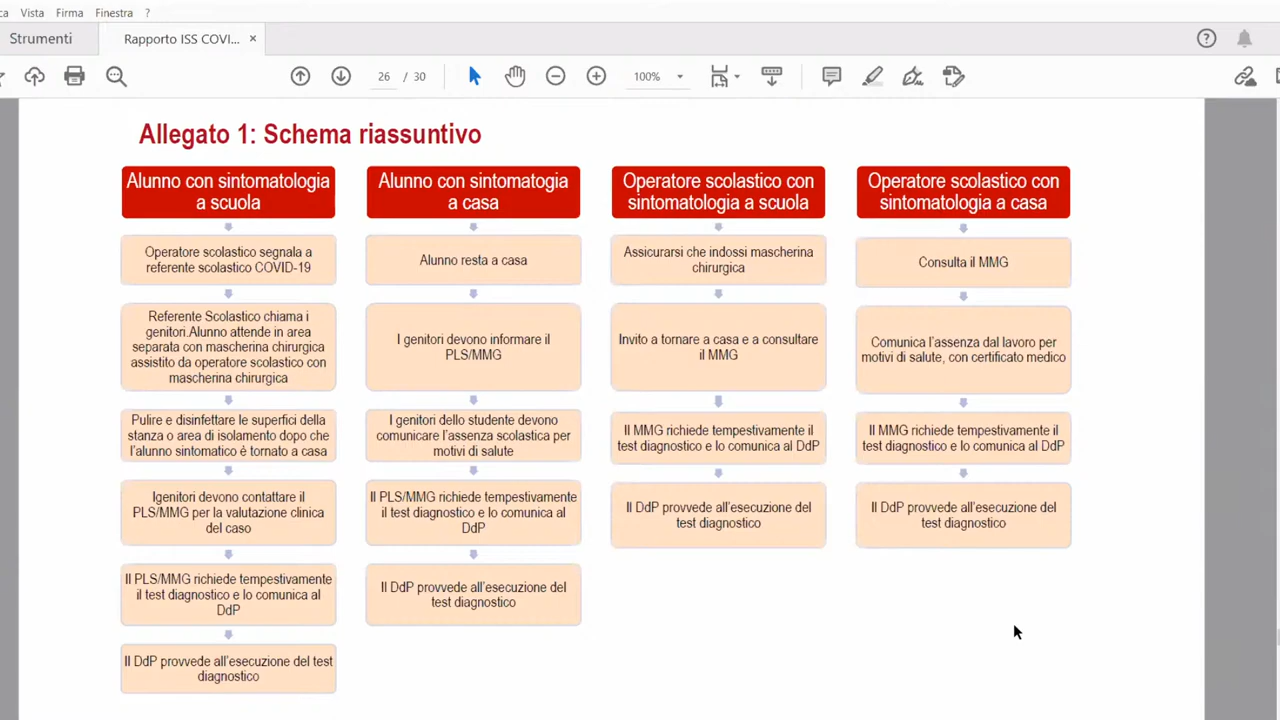 ca Vista Firma Finestra ?
Strumenti
Rapporto ISS COVI... ×
26 / 30
100%
Allegato 1: Schema riassuntivo
Alunno con sintomatologia
a scuola
Operatore scolastico segnala a
referente scolastico COVID-19
Referente Scolastico chiama i
genitori.Alunno attende in area
separata con mascherina chirurgica
assistito da operatore scolastico con
mascherina chirurgica
Pulire e disinfettare le superfici della
stanza o area di isolamento dopo che
l'alunno sintomatico è tornato a casa
Igenitori devono contattare il
PLS/MMG per la valutazione clinica
del caso
Il PLS/MMG richiede tempestivamente
il test diagnostico e lo comunica al
DdP
Il DdP provvede all'esecuzione del test
diagnostico
Alunno con sintomatogia
a casa
Alunno resta a casa
I genitori devono informare il
PLS/MMG
I genitori dello studente devono
comunicare l'assenza scolastica per
motivi di salute
Il PLS/MMG richiede tempestivamente
il test diagnostico e lo comunica al
DdP
Il DdP provvede all'esecuzione del
test diagnostico
Operatore scolastico con
sintomatologia a scuola
Assicurarsi che indossi mascherina
chirurgica
Invito a tornare a casa e a consultare
il MMG
Il MMG richiede tempestivamente il
test diagnostico e lo comunica al DdP
Il DdP provvede all'esecuzione del
test diagnostico
Operatore scolastico con
sintomatologia a casa
Consulta il MMG
Comunica l'assenza dal lavoro per
motivi di salute, con certificato medico
Il MMG richiede tempestivamente il
test diagnostico e lo comunica al DdP
Il DdP provvede all'esecuzione del
test diagnostico